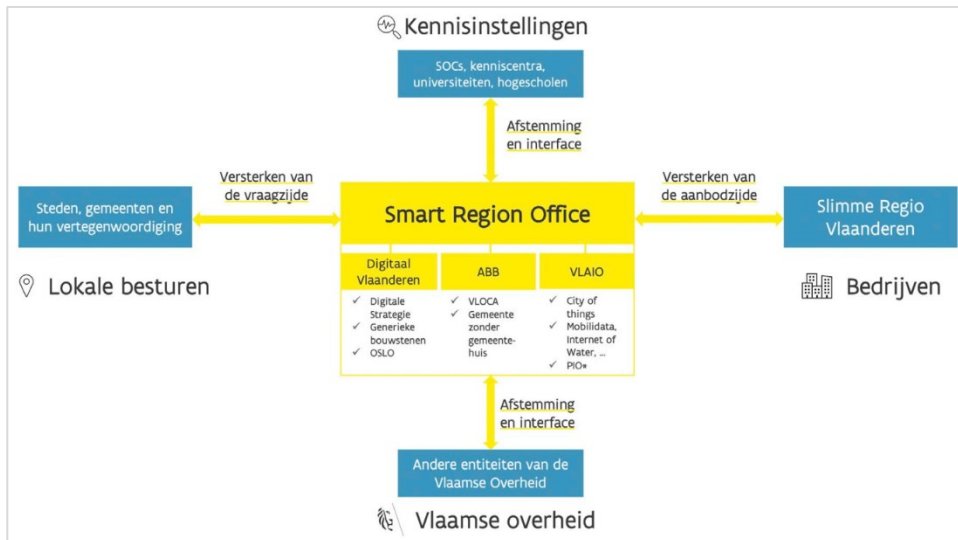 Kennisinstellingen
SOCs, kenniscentra,
universiteiten, hogescholen
Afstemming
en interface
Versterken van
de vraagzijde
Versterken van
de aanbodzijde
Steden, gemeenten en
hun vertegenwoordiging
Lokale besturen
Smart Region Office
Slimme Regio
Vlaanderen
Bedrijven
Digitaal
Vlaanderen
✓ Digitale
Strategie
✓ Generieke
bouwstenen
✓ OSLO
ABB
✓ VLOCA
✓ Gemeente
zonder
gemeente-
huis
VLAIO
✓ City of
things
✓ Mobilidata,
Internet of
Water, ...
✓ PIO*
Afstemming
en interface
Andere entiteiten van de
Vlaamse Overheid
Vlaamse overheid